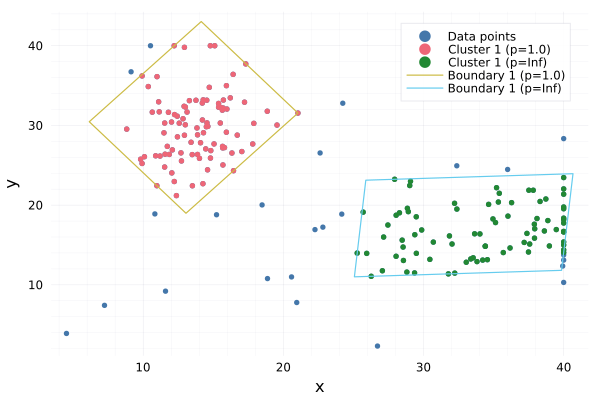 Data points
Cluster 1 (p=1.0)
Cluster 1 (p=Inf)
Boundary 1 (p=1.0)
Boundary 1 (p=Inf)
40
30
20
10
y
10
20
30
40
x